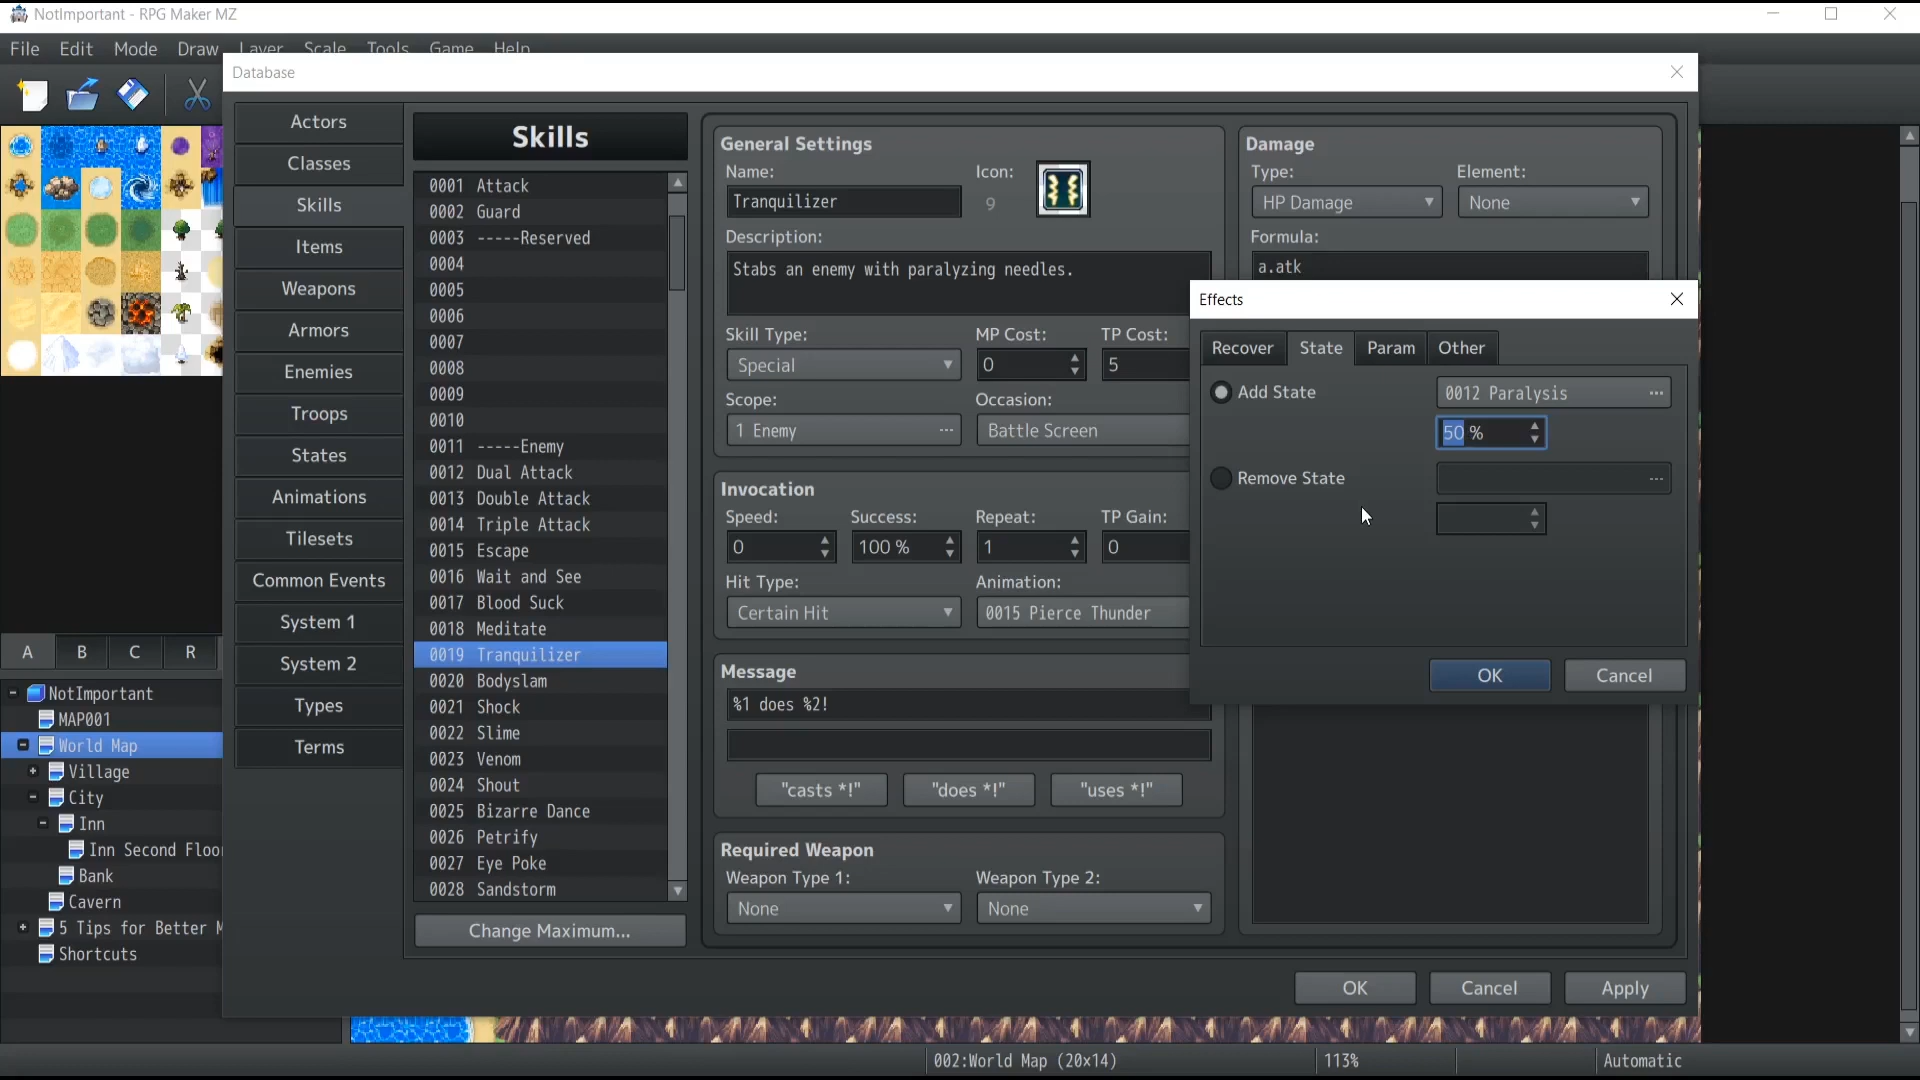 NotImportant - RPG Maker MZ
File Edit Mode Draw Layer Scale Tools Game Help
Database
Actors
Classes
Skills
Items
Weapons
Armors
Enemies
Troops
States
Animations
Tilesets
Common Events
System 1
System 2
Types
Terms
Skills
0001 Attack
0002 Guard
0003 -----Reserved
0004
0005
0006
0007
0008
0009
0010
0011 -----Enemy
0012 Dual Attack
0013 Double Attack
0014 Triple Attack
0015 Escape
0016 Wait and See
0017 Blood Suck
0018 Meditate
0019 Tranquilizer
0020 Bodyslam
0021 Shock
0022 Slime
0023 Venom
0024 Shout
0025 Bizarre Dance
0026 Petrify
0027 Eye Poke
0028 Sandstorm
Change Maximum...
General Settings
Name: Icon:
Tranquilizer 9
Description:
Stabs an enemy with paralyzing needles.
Skill Type: MP Cost: TP Cost:
Special 0 5
Scope: Occasion:
1 Enemy ... Battle Screen
Invocation
Speed: Success: Repeat: TP Gain:
0 100 % 1 0
Hit Type: Animation:
Certain Hit 0015 Pierce Thunder
Message
%1 does %2!
"casts *!" "does *!" "uses *!"
Required Weapon
Weapon Type 1: Weapon Type 2:
None None
Damage
Type: Element:
HP Damage None
Formula:
a.atk
Effects
Recover State Param Other
Add State 0012 Paralysis ...
50 %
Remove State ...
OK Cancel
OK Cancel Apply
A B C R
NotImportant
MAP001
World Map
Village
City
Inn
Inn Second Floor
Bank
Cavern
5 Tips for Better M
Shortcuts
002:World Map (20×14) 113% Automatic